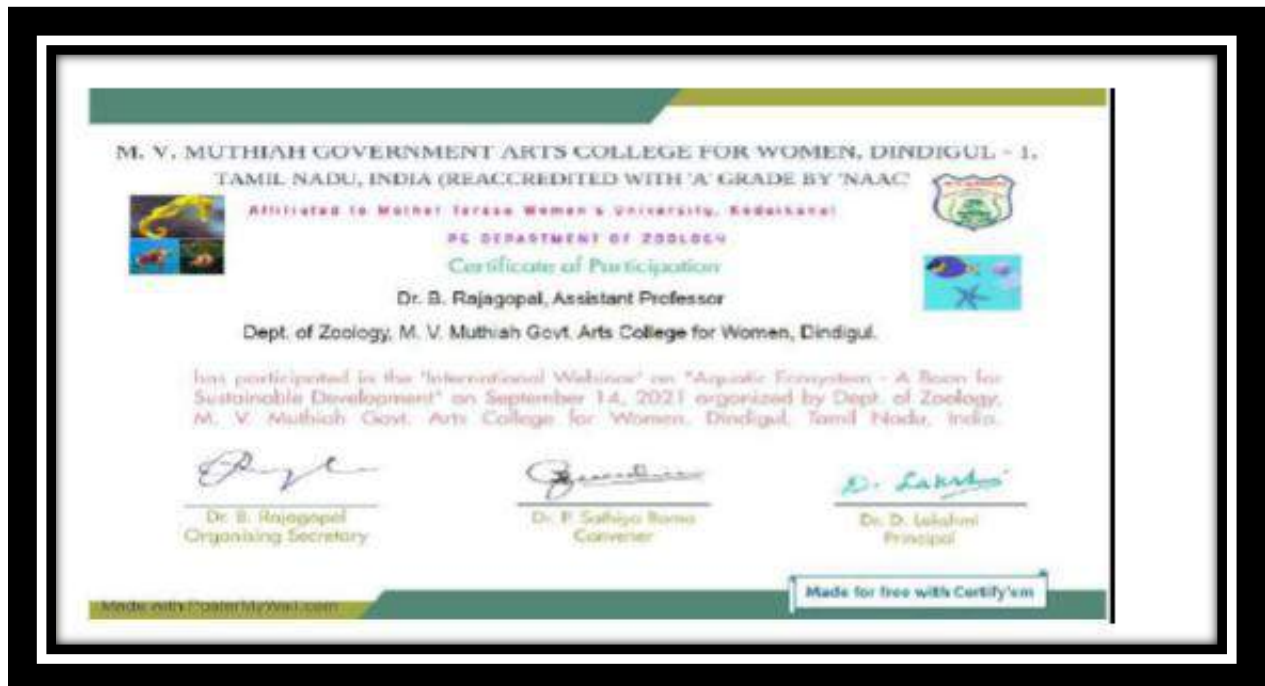 M. V. MUTHIAH GOVERNMENT ARTS COLLEGE FOR WOMEN, DINDIGUL - 1,
TAMIL NADU, INDIA (REACCREDITED WITH 'A' GRADE BY 'NAAC'
Affiliated to Mother Teresa Women's University, Kodaikanal
PG DEPARTMENT OF ZOOLOGY
Certificate of Participation
Dr. B. Rajagopal, Assistant Professor
Dept. of Zoology, M. V. Muthiah Govt. Arts College for Women, Dindigul.
has participated in the 'International Webinar' on "Aquatic Ecosystem - A Boon for
Sustainable Development" on September 14, 2021 organized by Dept. of Zoology,
M. V. Muthiah Govt. Arts College for Women, Dindigul, Tamil Nadu, India.
D. Lakshmi
Dr. B. Rajagopal
Organising Secretary
Dr. P. Sathiya Rama
Convener
Dr. D. Lakshmi
Principal
Made with PosterMyWall.com
Made for free with Certify'em